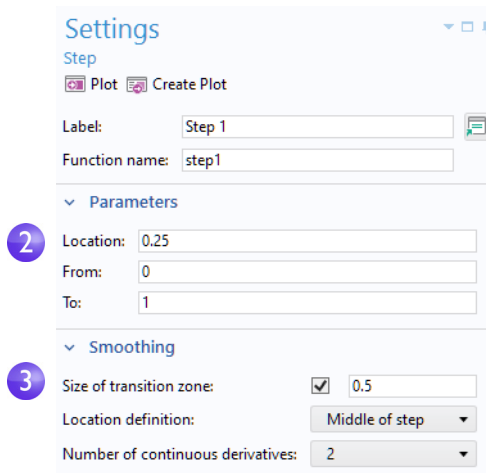 Settings
Step
Plot Create Plot
Label: Step 1
Function name: step1
Parameters
2 Location: 0.25
From: 0
To: 1
Smoothing
3 Size of transition zone: 0.5
Location definition: Middle of step
Number of continuous derivatives: 2